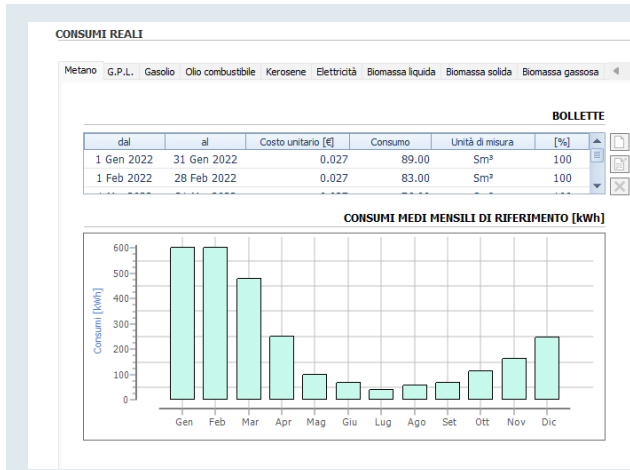 CONSUMI REALI
Metano G.P.L. Gasolio Olio combustibile Kerosene Elettricità Biomassa liquida Biomassa solida Biomassa gassosa
BOLLETTE
dal al Costo unitario [€] Consumo Unità di misura [%]
1 Gen 2022 31 Gen 2022 0.027 89.00 Sm³ 100
1 Feb 2022 28 Feb 2022 0.027 83.00 Sm³ 100
CONSUMI MEDI MENSILI DI RIFERIMENTO [kWh]
Consumi [kWh]
600
500
400
300
200
100
0
Gen Feb Mar Apr Mag Giu Lug Ago Set Ott Nov Dic